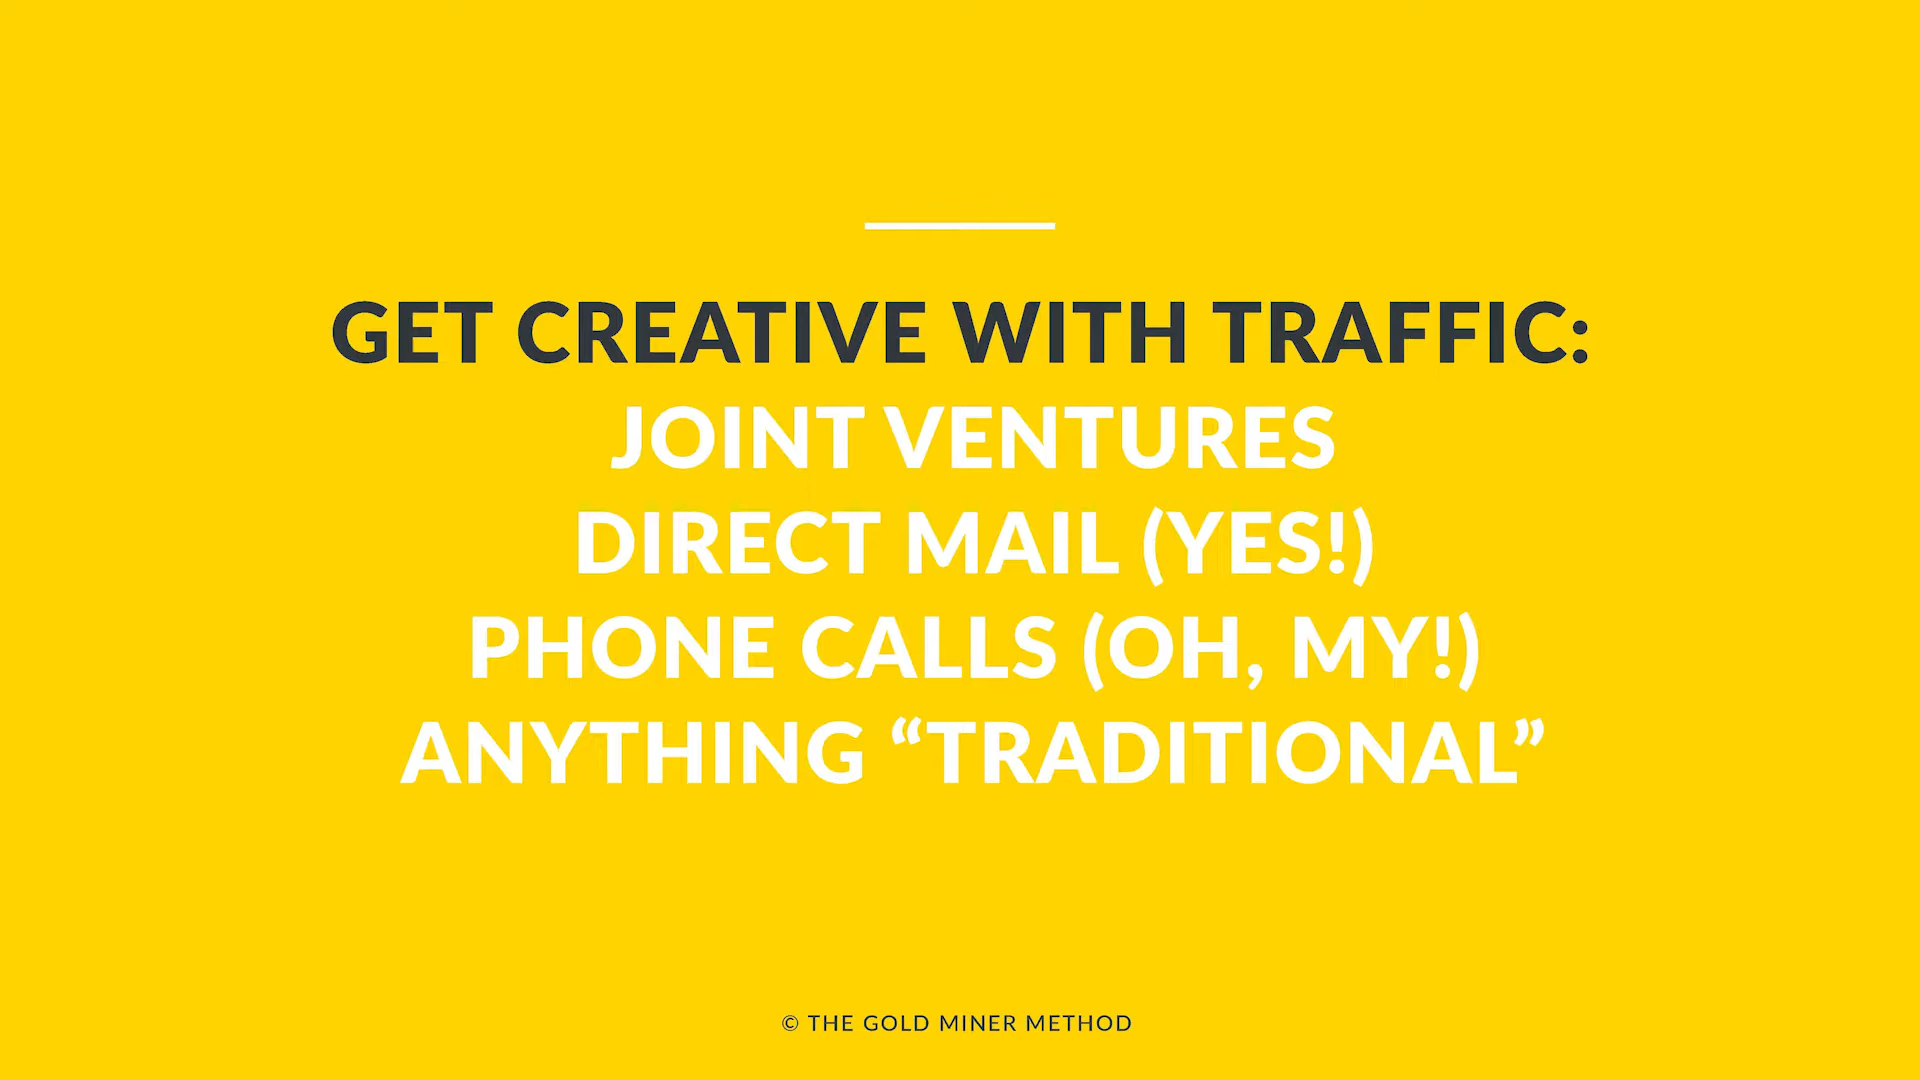 GET CREATIVE WITH TRAFFIC:
JOINT VENTURES
DIRECT MAIL (YES!)
PHONE CALLS (OH, MY!)
ANYTHING “TRADITIONAL”
© THE GOLD MINER METHOD